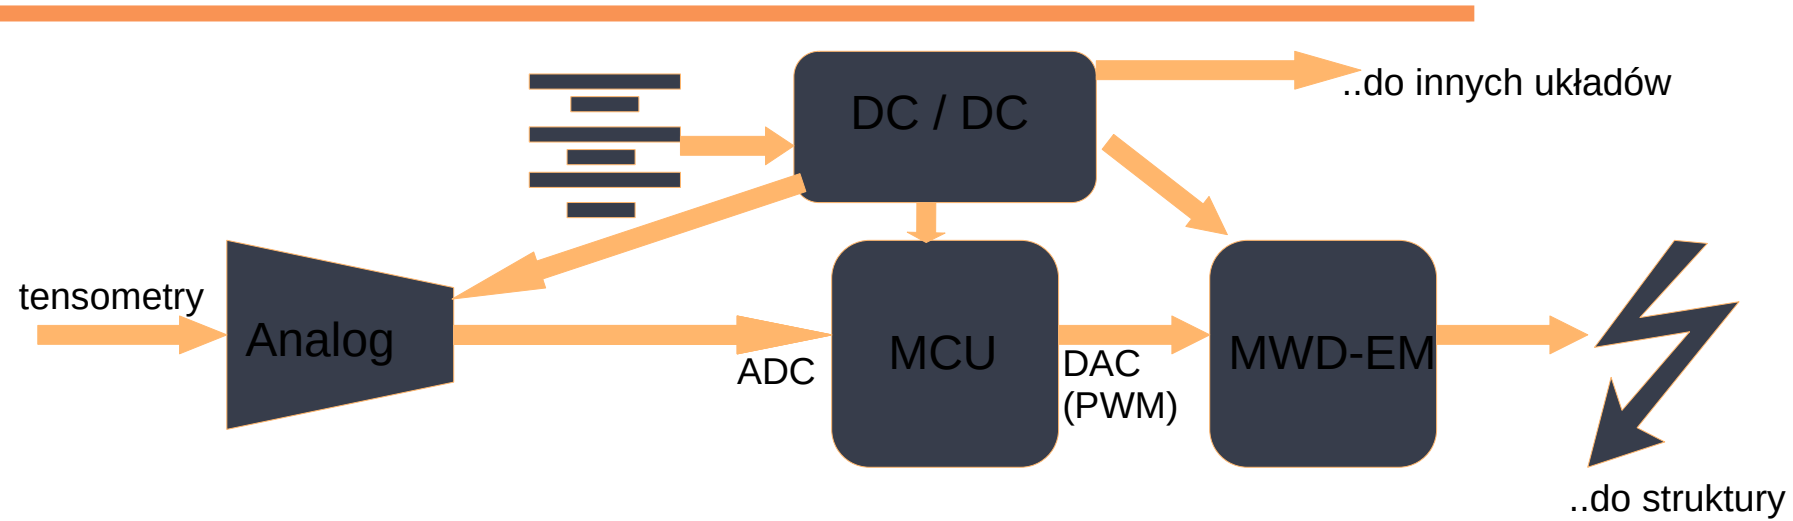 DC / DC
..do innych układów
tensometry
Analog
ADC
MCU
DAC
(PWM)
MWD-EM
..do struktury